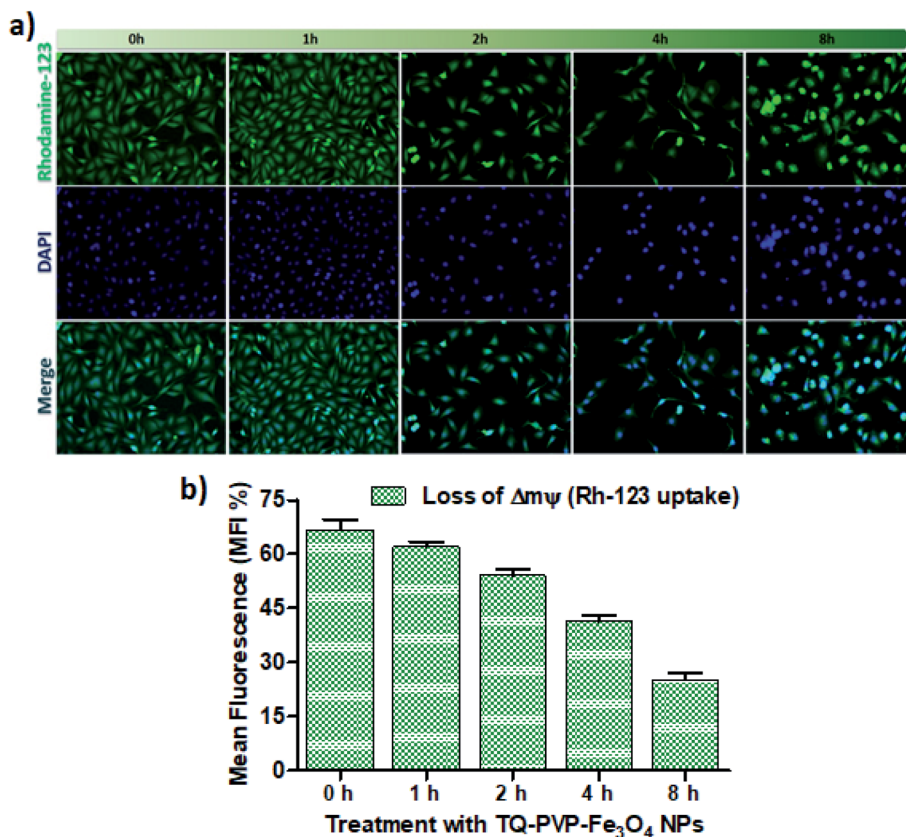 a)
0h 1h 2h 4h 8h
Rhodamine-123
DAPI
Merge
b)
Loss of Δmψ (Rh-123 uptake)
Mean Fluorescence (MFI %)
75
60
45
30
15
0
0 h 1 h 2 h 4 h 8 h
Treatment with TQ-PVP-Fe₃O₄ NPs